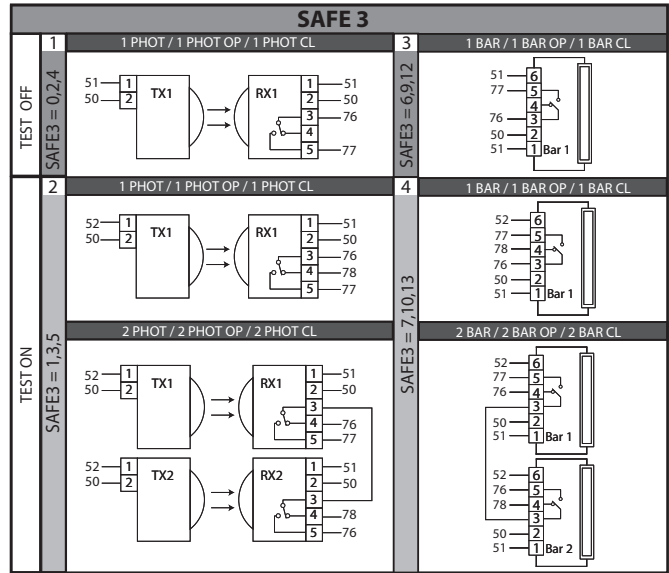 SAFE 3
TEST OFF
SAFE3 = 0,2,4
1
1 PHOT / 1 PHOT OP / 1 PHOT CL
51 1 TX1 RX1 1 51
50 2 2 50
3 76
4
5 77
SAFE3 = 6,9,12
3
1 BAR / 1 BAR OP / 1 BAR CL
51 6
77 5
4
76 3
50 2
51 1 Bar 1
TEST ON
SAFE3 = 1,3,5
2
1 PHOT / 1 PHOT OP / 1 PHOT CL
52 1 TX1 RX1 1 51
50 2 2 50
3 76
4 78
5 77
2 PHOT / 2 PHOT OP / 2 PHOT CL
52 1 TX1 RX1 1 51
50 2 2 50
3
4 76
5 77
52 1 TX2 RX2 1 51
50 2 2 50
3
4 78
5 76
SAFE3 = 7,10,13
4
1 BAR / 1 BAR OP / 1 BAR CL
52 6
77 5
78 4
76 3
50 2
51 1 Bar 1
2 BAR / 2 BAR OP / 2 BAR CL
52 6
77 5
76 4
3
50 2
51 1 Bar 1
52 6
76 5
78 4
3
50 2
51 1 Bar 2